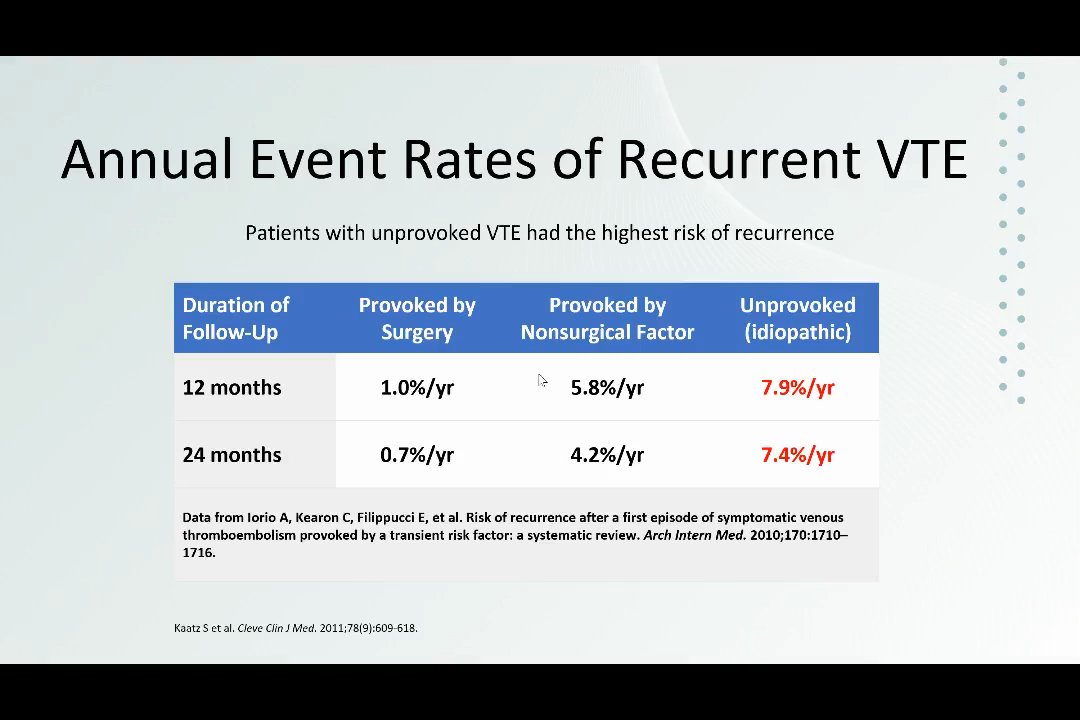 Annual Event Rates of Recurrent VTE
Patients with unprovoked VTE had the highest risk of recurrence
Duration of Follow-Up
Provoked by Surgery
Provoked by Nonsurgical Factor
Unprovoked (idiopathic)
12 months 1.0%/yr 5.8%/yr 7.9%/yr
24 months 0.7%/yr 4.2%/yr 7.4%/yr
Data from Iorio A, Kearon C, Filippucci E, et al. Risk of recurrence after a first episode of symptomatic venous
thromboembolism provoked by a transient risk factor: a systematic review. Arch Intern Med. 2010;170:1710–
1716.
Kaatz S et al. Cleve Clin J Med. 2011;78(9):609-618.